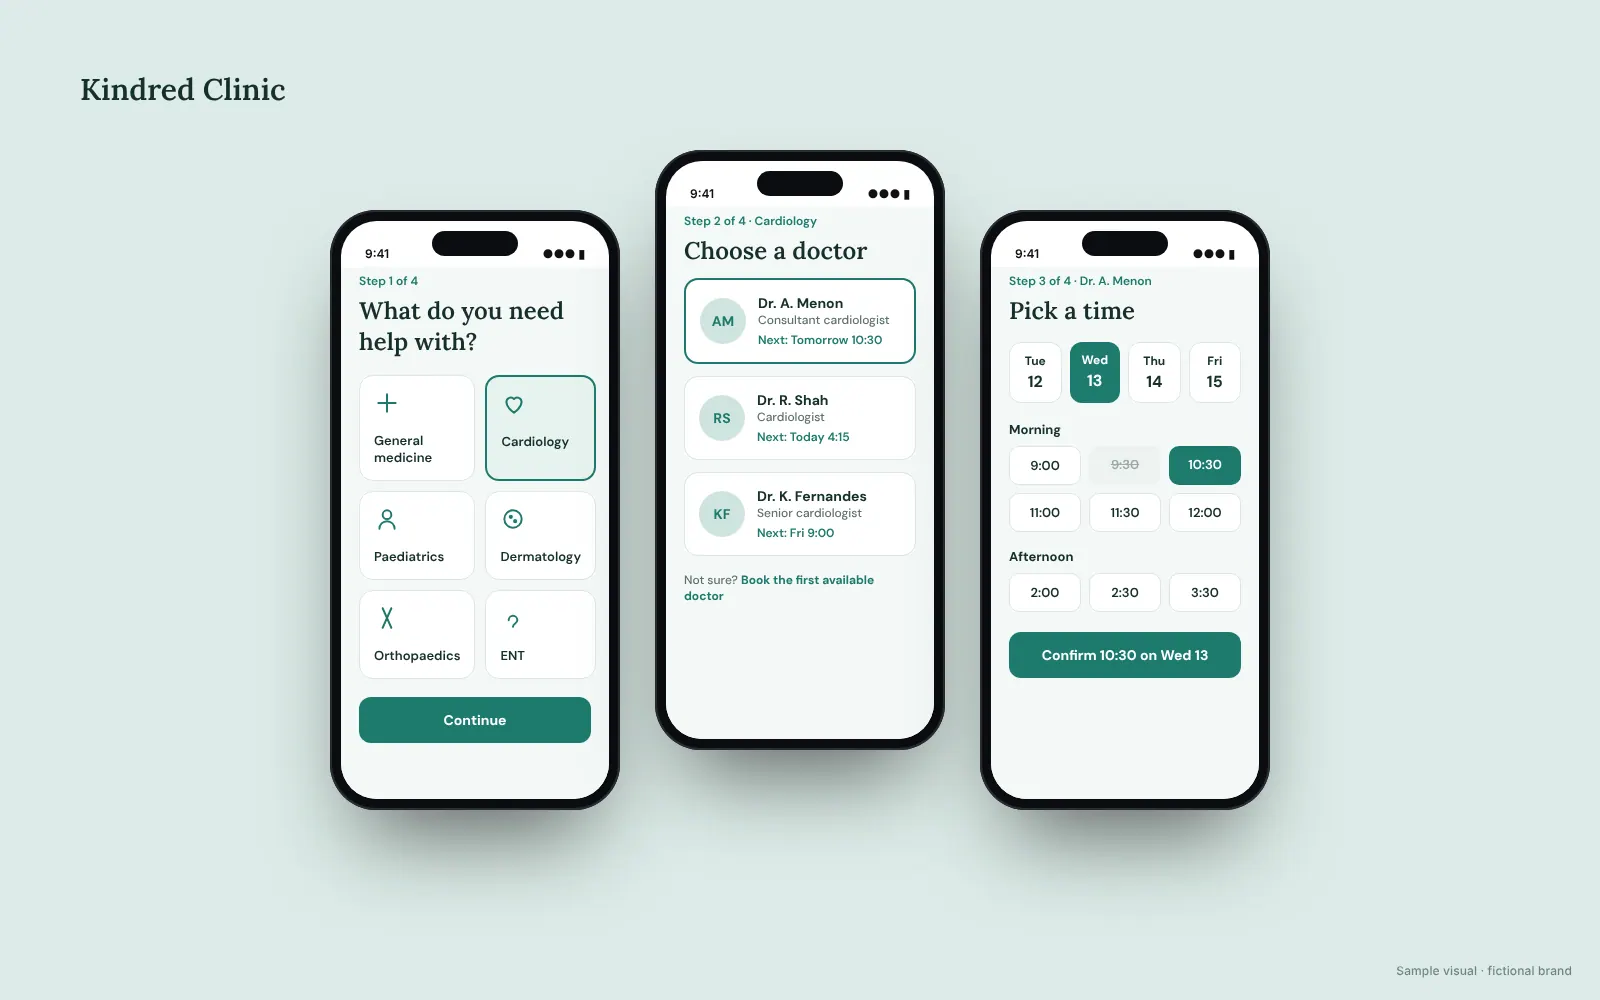 Kindred Clinic
9:41
Step 1 of 4
What do you need
help with?
General
medicine
Cardiology
Paediatrics
Dermatology
Orthopaedics
ENT
Continue
9:41
Step 2 of 4 · Cardiology
Choose a doctor
AM
Dr. A. Menon
Consultant cardiologist
Next: Tomorrow 10:30
RS
Dr. R. Shah
Cardiologist
Next: Today 4:15
KF
Dr. K. Fernandes
Senior cardiologist
Next: Fri 9:00
Not sure? Book the first available
doctor
9:41
Step 3 of 4 · Dr. A. Menon
Pick a time
Tue
12
Wed
13
Thu
14
Fri
15
Morning
9:00
9:30
10:30
11:00
11:30
12:00
Afternoon
2:00
2:30
3:30
Confirm 10:30 on Wed 13
Sample visual · fictional brand